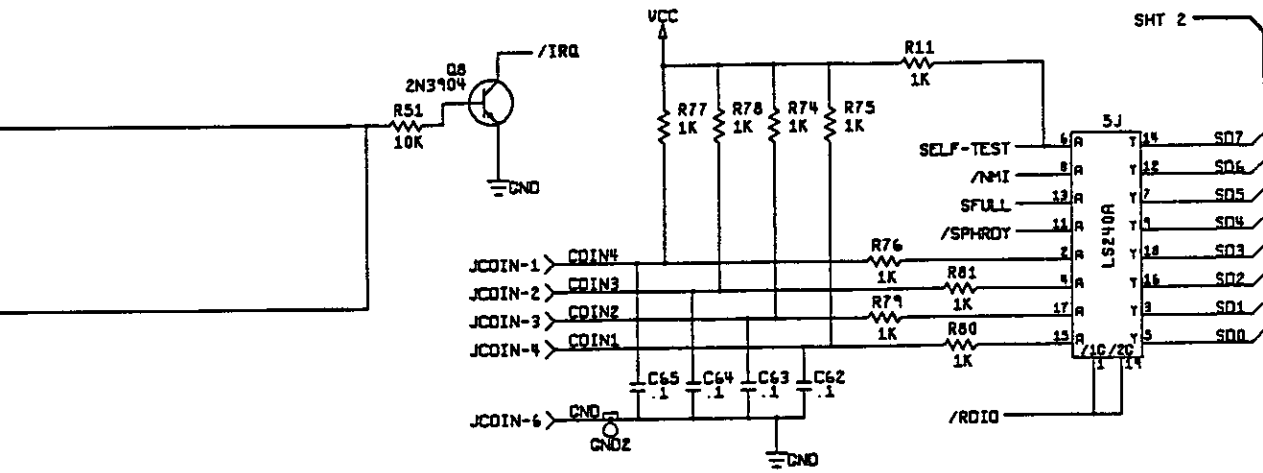 VCC
SHT 2
/IRQ
Q8
2N3904
R51
10K
GND
R11
1K
R77
1K
R78
1K
R74
1K
R75
1K
5J
LS240A
SELF-TEST 6 A Y 14 SD7
/NMI 8 A Y 12 SD6
SFULL 13 A Y 7 SD5
/SPHRDY 11 A Y 9 SD4
JCOIN-1 COIN4 R76 1K 2 A Y 18 SD3
JCOIN-2 COIN3 R81 1K 4 A Y 16 SD2
JCOIN-3 COIN2 R79 1K 17 A Y 3 SD1
JCOIN-4 COIN1 R80 1K 15 A Y 5 SD0
/1G /2G
1 19
C65
.1
C64
.1
C63
.1
C62
.1
JCOIN-6 GND
GND2
GND
/RDIO